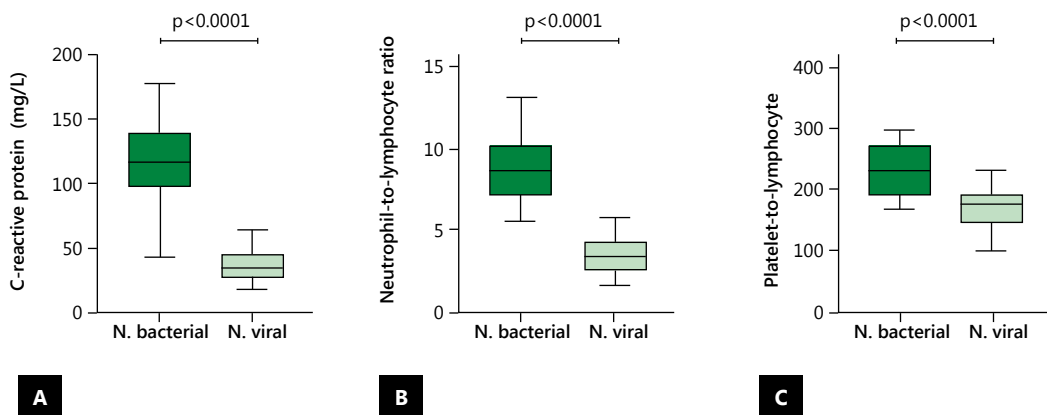 p<0.0001
C-reactive protein (mg/L)
200
150
100
50
0
N. bacterial N. viral
A
p<0.0001
Neutrophil-to-lymphocyte ratio
15
10
5
0
N. bacterial N. viral
B
p<0.0001
Platelet-to-lymphocyte
400
300
200
100
0
N. bacterial N. viral
C